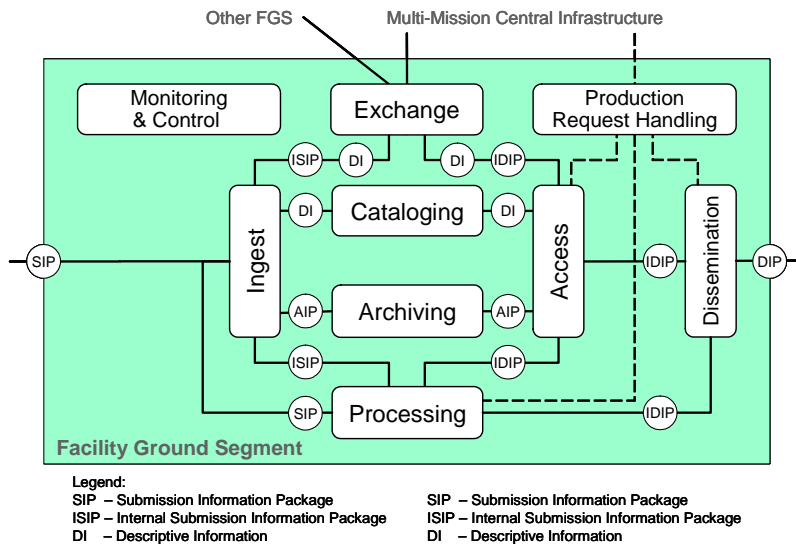 Other FGS
Multi-Mission Central Infrastructure
Monitoring
& Control
Exchange
Production
Request Handling
ISIP
DI
DI
IDIP
Ingest
DI
Cataloging
DI
Access
Dissemination
SIP
IDIP
DIP
AIP
Archiving
AIP
ISIP
IDIP
SIP
Processing
IDIP
Facility Ground Segment
Legend:
SIP – Submission Information Package
ISIP – Internal Submission Information Package
DI – Descriptive Information
SIP – Submission Information Package
ISIP – Internal Submission Information Package
DI – Descriptive Information